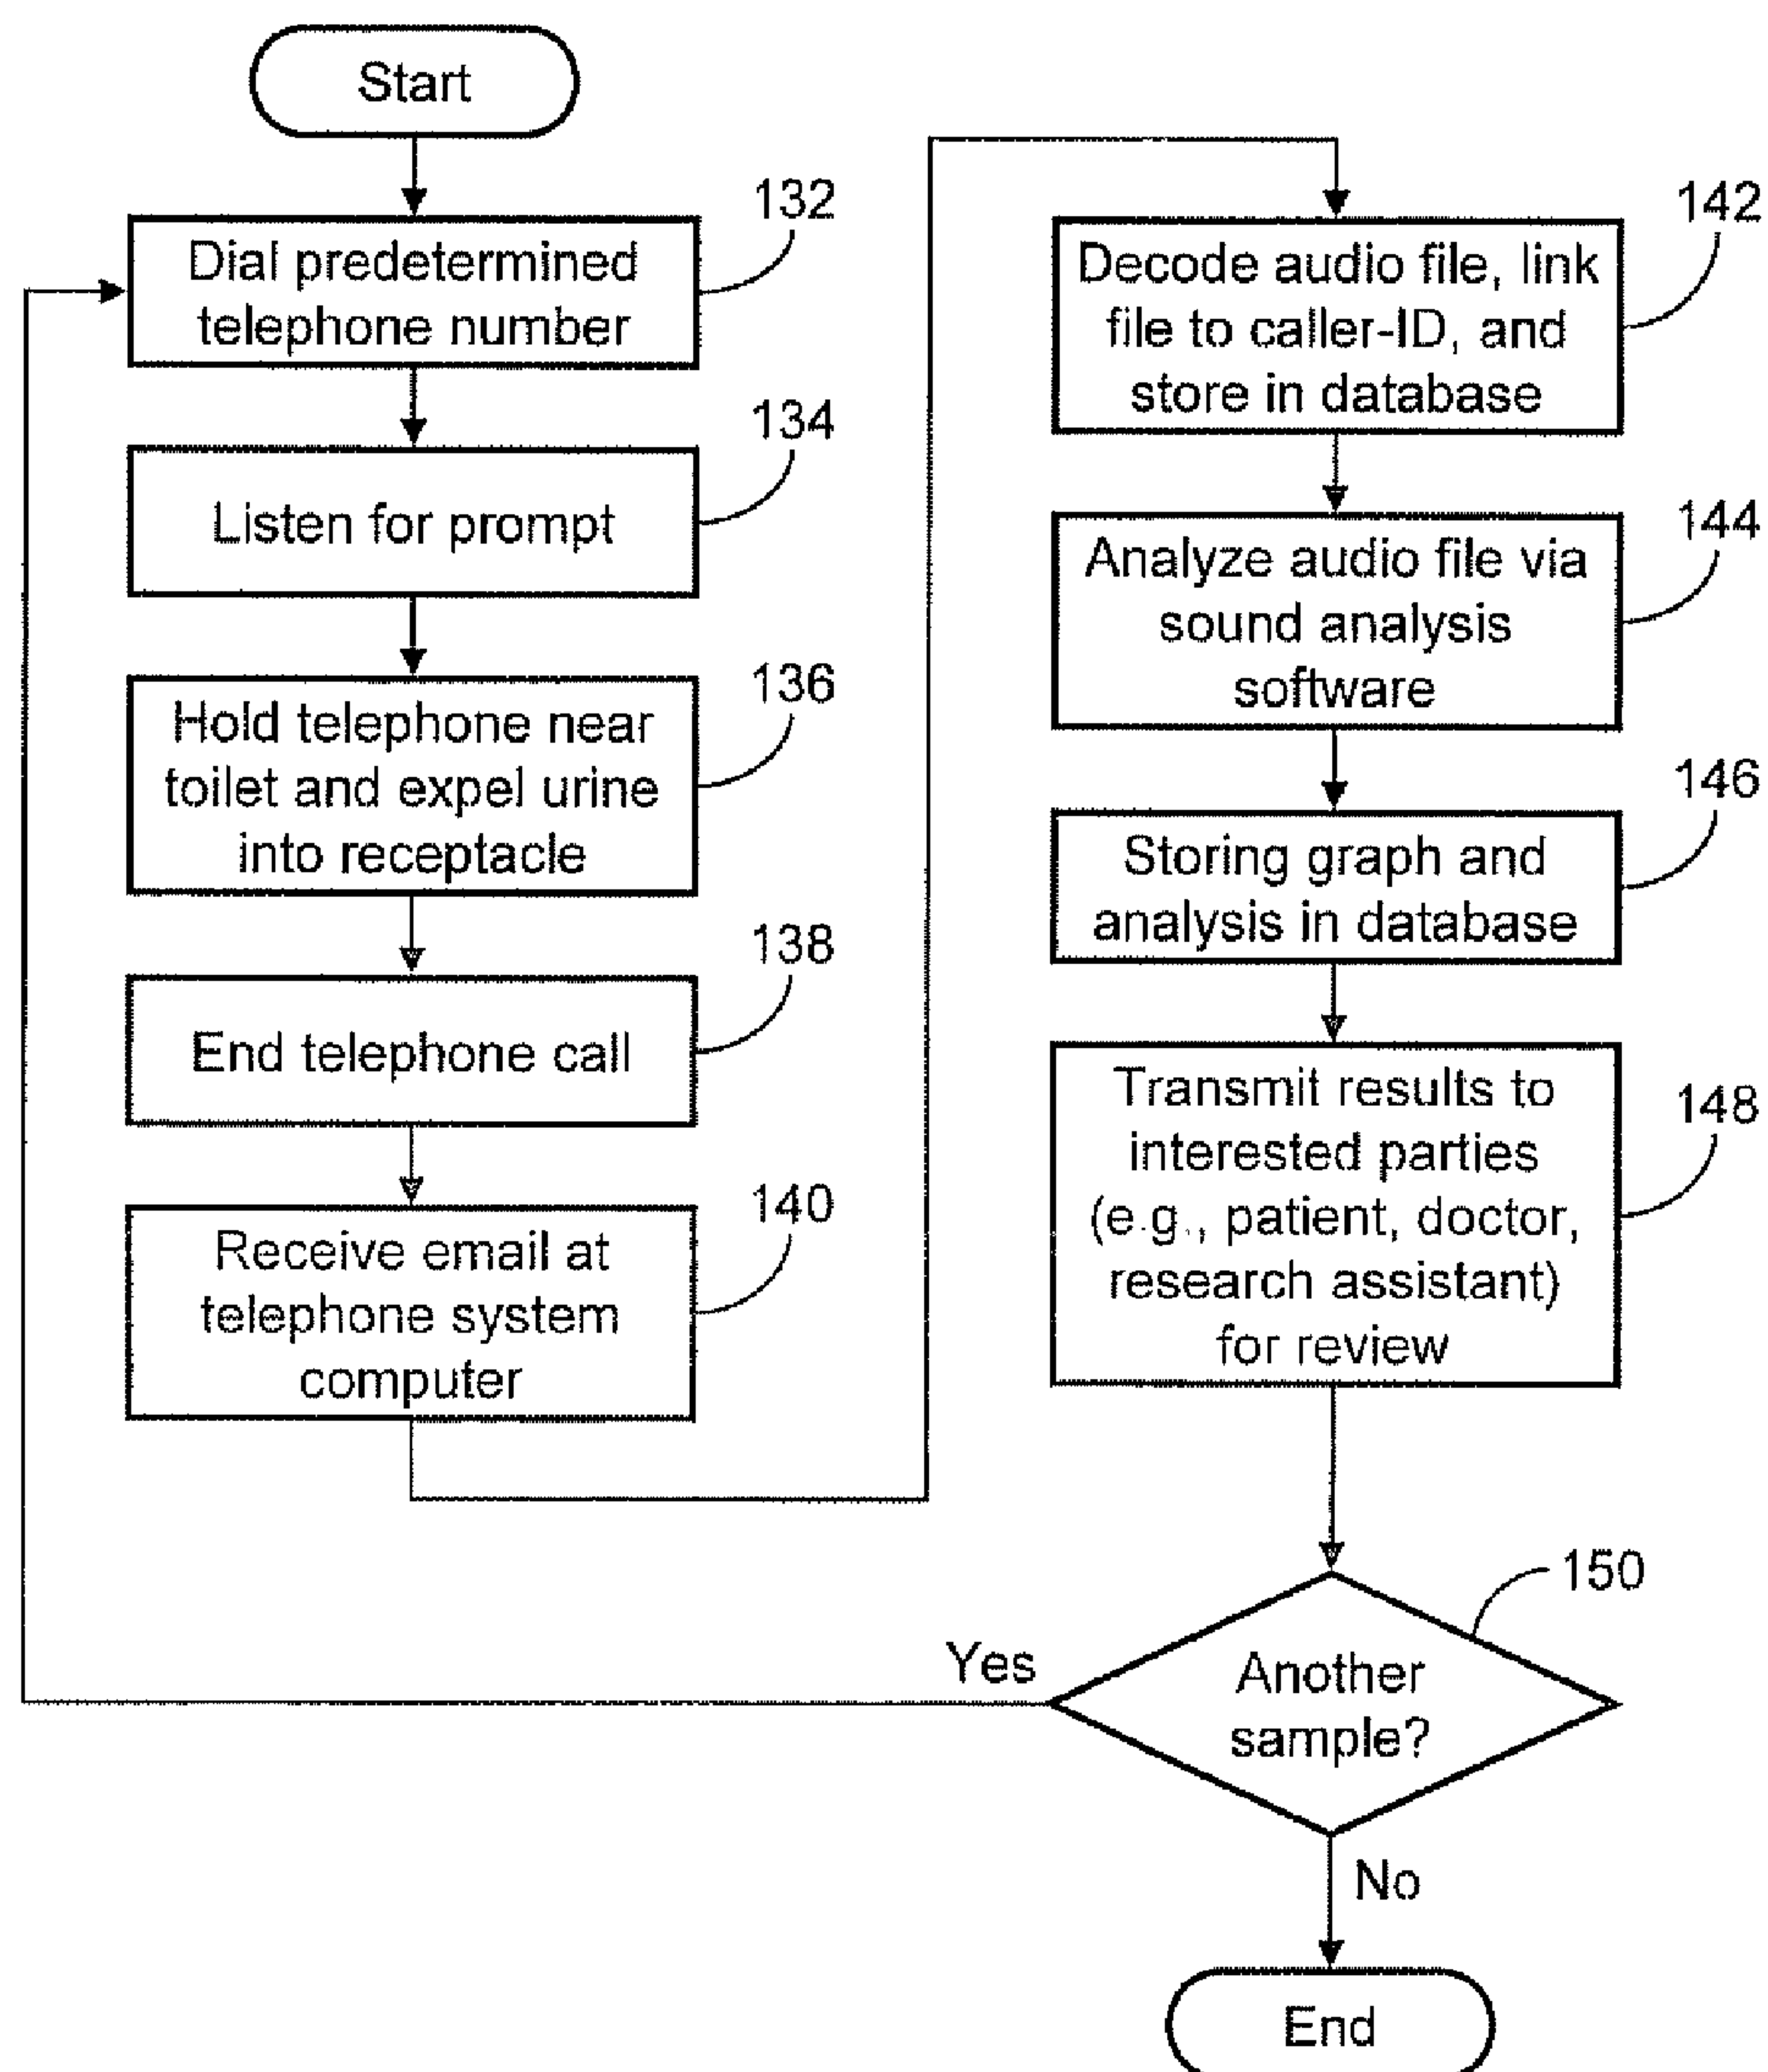 Start
132
Dial predetermined
telephone number
134
Listen for prompt
136
Hold telephone near
toilet and expel urine
into receptacle
138
End telephone call
140
Receive email at
telephone system
computer
142
Decode audio file, link
file to caller-ID, and
store in database
144
Analyze audio file via
sound analysis
software
146
Storing graph and
analysis in database
148
Transmit results to
interested parties
(e.g., patient, doctor,
research assistant)
for review
150
Another
sample?
Yes
No
End